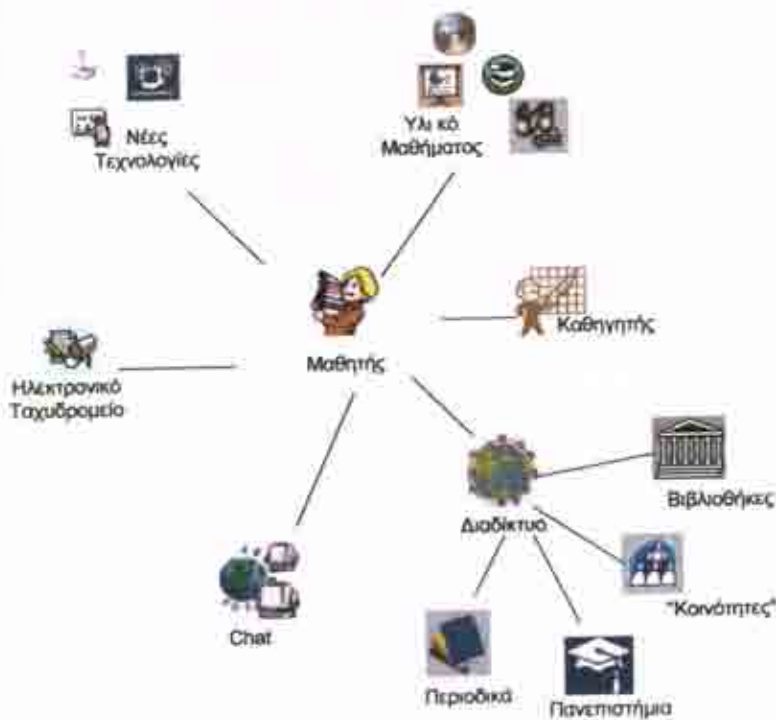 Νέες
Τεχνολογίες
Υλι κό
Μαθήματος
Μαθητής
Καθηγητής
Ηλεκτρονικό
Ταχυδρομείο
Διαδίκτυο
Βιβλιοθήκες
"Κοινότητες"
Chat
Περιοδικά
Πανεπιστήμια